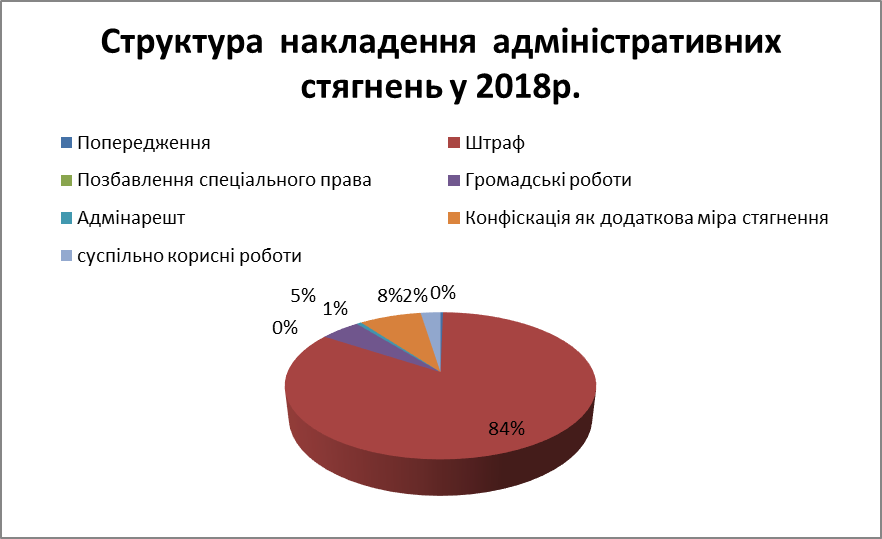 Структура накладення адміністративних
стягнень у 2018р.
Попередження
Штраф
Позбавлення спеціального права
Громадські роботи
Адмінарешт
Конфіскація як додаткова міра стягнення
суспільно корисні роботи
5%
1%
0%
8%
2%
0%
84%